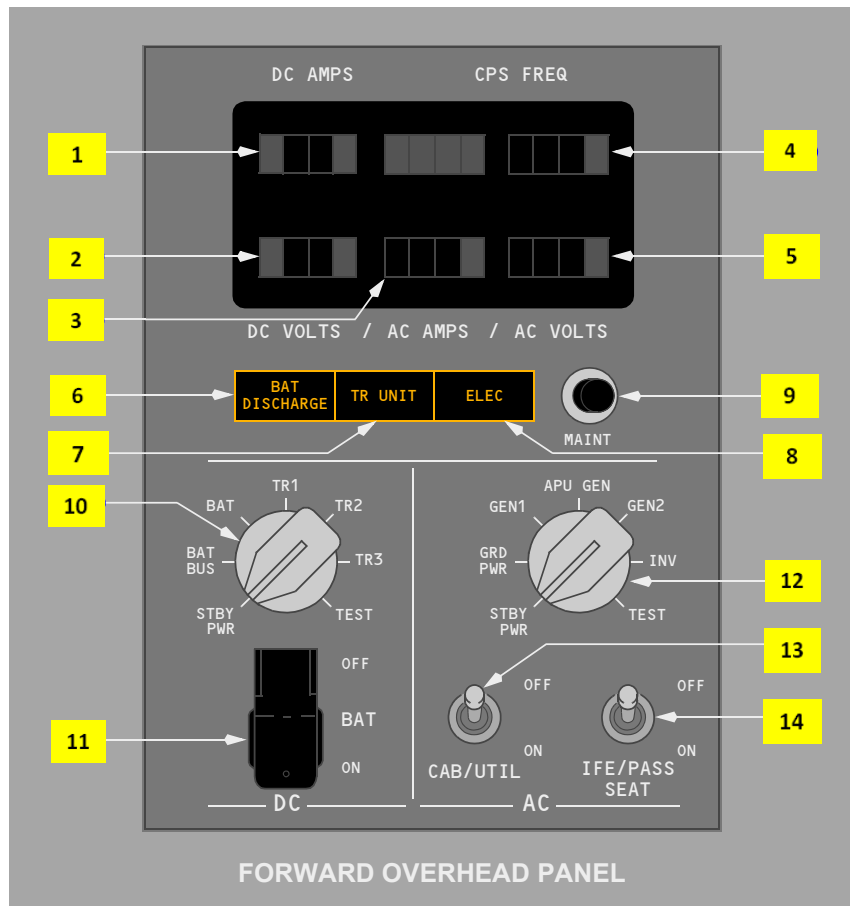 DC AMPS
CPS FREQ
1
4
2
5
3
DC VOLTS / AC AMPS / AC VOLTS
6
BAT
DISCHARGE
TR UNIT
ELEC
9
MAINT
7
8
10
TR1
BAT
TR2
BAT
BUS
TR3
STBY
PWR
TEST
APU GEN
GEN1
GEN2
GRD
PWR
INV
12
STBY
PWR
TEST
13
OFF
BAT
ON
11
DC
OFF
ON
CAB/UTIL
OFF
ON
IFE/PASS
SEAT
14
AC
FORWARD OVERHEAD PANEL